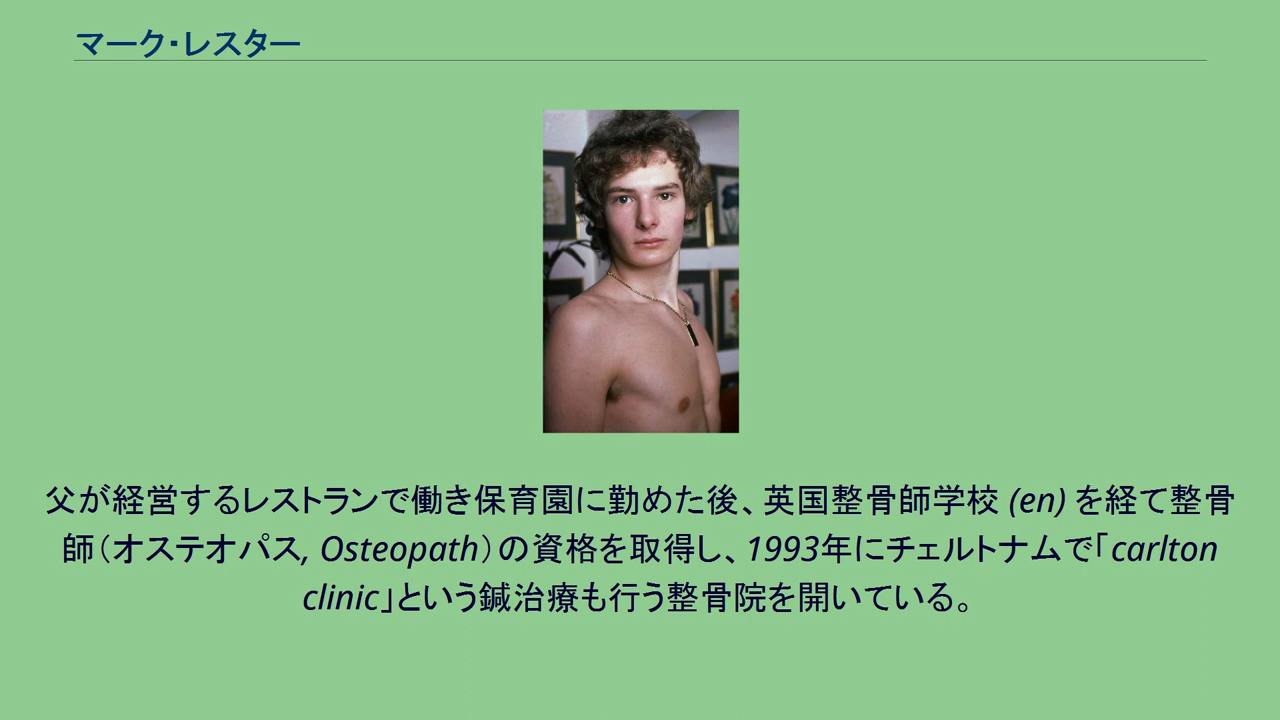 マーク・レスター
父が経営するレストランで働き保育園に勤めた後、英国整骨師学校 (en) を経て整骨
師（オステオパス, Osteopath）の資格を取得し、1993年にチェルトナムで「carlton
clinic」という鍼治療も行う整骨院を開いている。